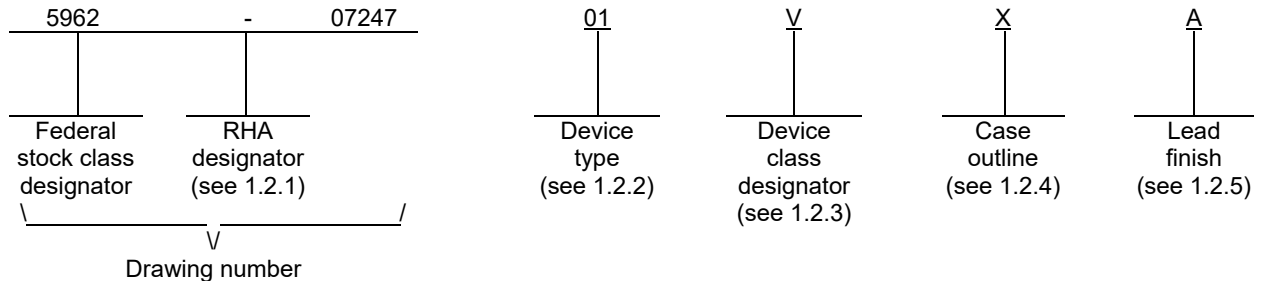 5962 - 07247 01 V X A
Federal stock class designator
RHA designator (see 1.2.1)
Device type (see 1.2.2)
Device class designator (see 1.2.3)
Case outline (see 1.2.4)
Lead finish (see 1.2.5)
Drawing number